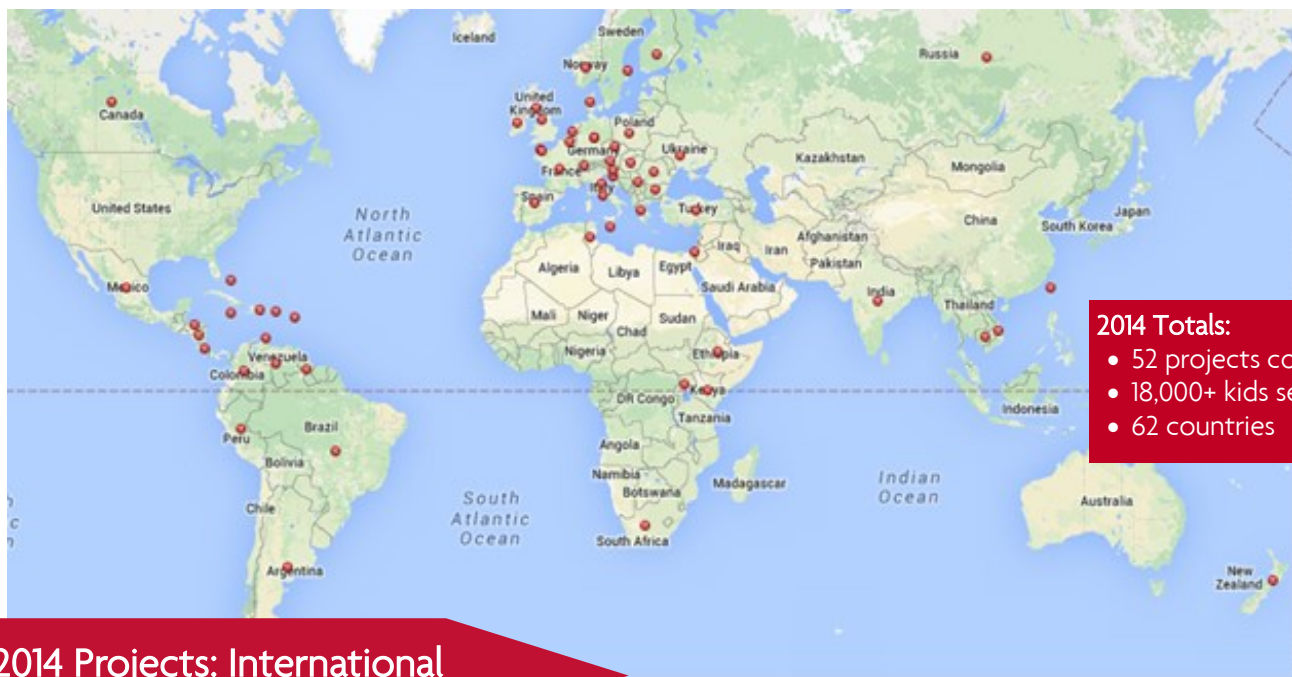 Iceland
Sweden
Russia
Norway
Canada
United
Kingdom
Poland
Germany
Ukraine
France
Kazakhstan
Mongolia
Italy
Spain
Turkey
United States
North
Atlantic
Ocean
China
Japan
South Korea
Afghanistan
Iraq
Iran
Pakistan
Algeria
Libya
Egypt
Saudi Arabia
Mexico
India
Thailand
Mali
Niger
Sudan
Chad
Nigeria
Ethiopia
Venezuela
Colombia
Kenya
DR Congo
Tanzania
Indonesia
2014 Totals:
• 52 projects co
• 18,000+ kids se
• 62 countries
Brazil
Peru
Bolivia
Angola
Namibia
Botswana
Madagascar
Indian
Ocean
Australia
Chile
South
Atlantic
Ocean
South Africa
Argentina
New
Zealand
2014 Projects: International